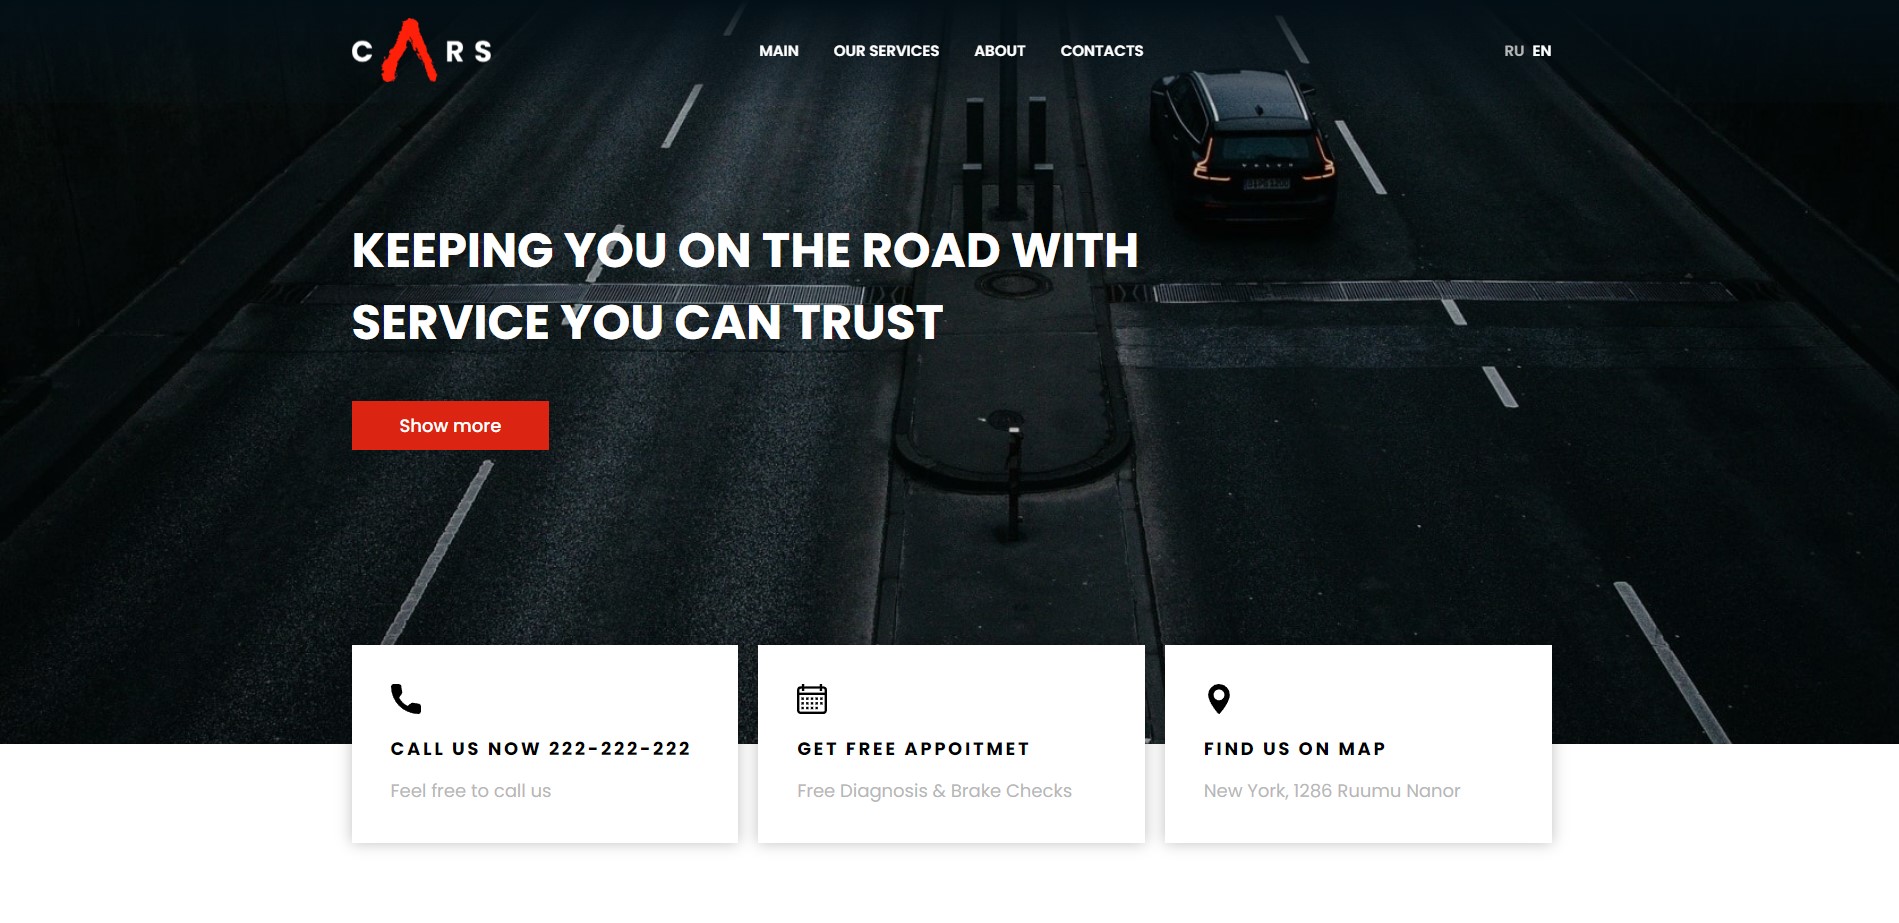 CARS
MAIN OUR SERVICES ABOUT CONTACTS
RU EN
VOLVO
KEEPING YOU ON THE ROAD WITH
SERVICE YOU CAN TRUST
Show more
CALL US NOW 222-222-222
Feel free to call us
GET FREE APPOITMET
Free Diagnosis & Brake Checks
FIND US ON MAP
New York, 1286 Ruumu Nanor